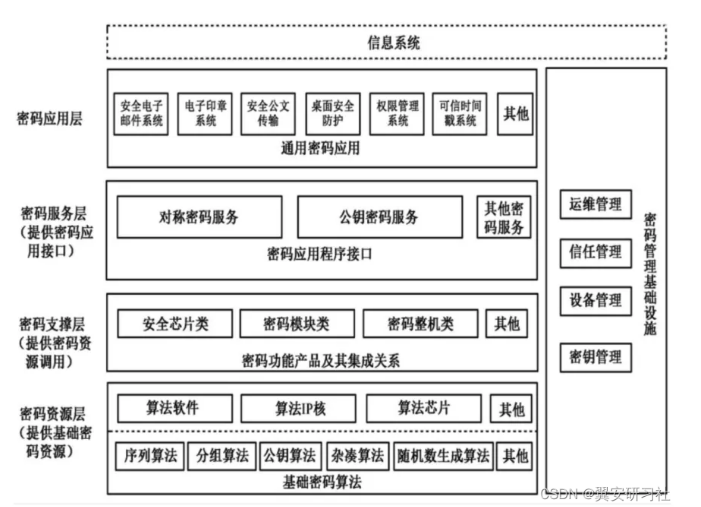 信息系统
密码应用层
安全电子
邮件系统
电子印章
系统
安全公文
传输
桌面安全
防护
权限管理
系统
可信时间
戳系统
其他
通用密码应用
密码服务层
（提供密码应
用接口）
对称密码服务
公钥密码服务
其他密
码服务
密码应用程序接口
密码支撑层
（提供密码资
源调用）
安全芯片类
密码模块类
密码整机类
其他
密码功能产品及其集成关系
密码资源层
（提供基础密
码资源）
算法软件
算法IP核
算法芯片
其他
序列算法
分组算法
公钥算法
杂凑算法
随机数生成算法
其他
基础密码算法
运维管理
信任管理
设备管理
密钥管理
密码管理基础设施
CSDN @翼安研习社